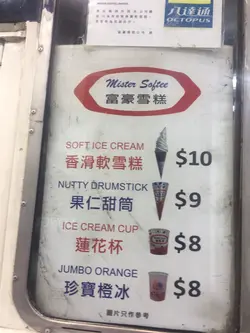 八達通
OCTOPUS
Mister Softee
富豪雪糕
SOFT ICE CREAM
香滑軟雪糕 $10
NUTTY DRUMSTICK
果仁甜筒 $9
ICE CREAM CUP
蓮花杯 $8
JUMBO ORANGE
珍寶橙冰 $8
圖片只作參考